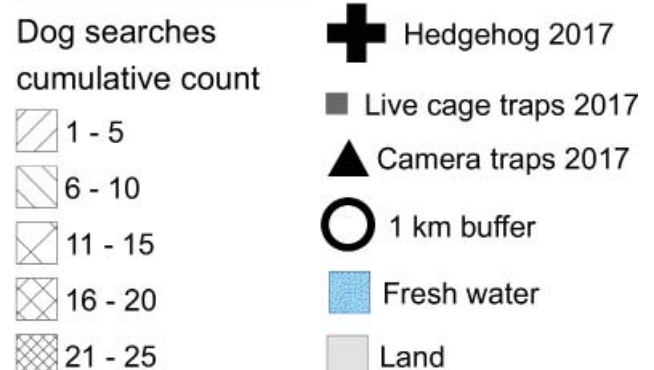 Dog searches
cumulative count
1 - 5
6 - 10
11 - 15
16 - 20
21 - 25
Hedgehog 2017
Live cage traps 2017
Camera traps 2017
1 km buffer
Fresh water
Land